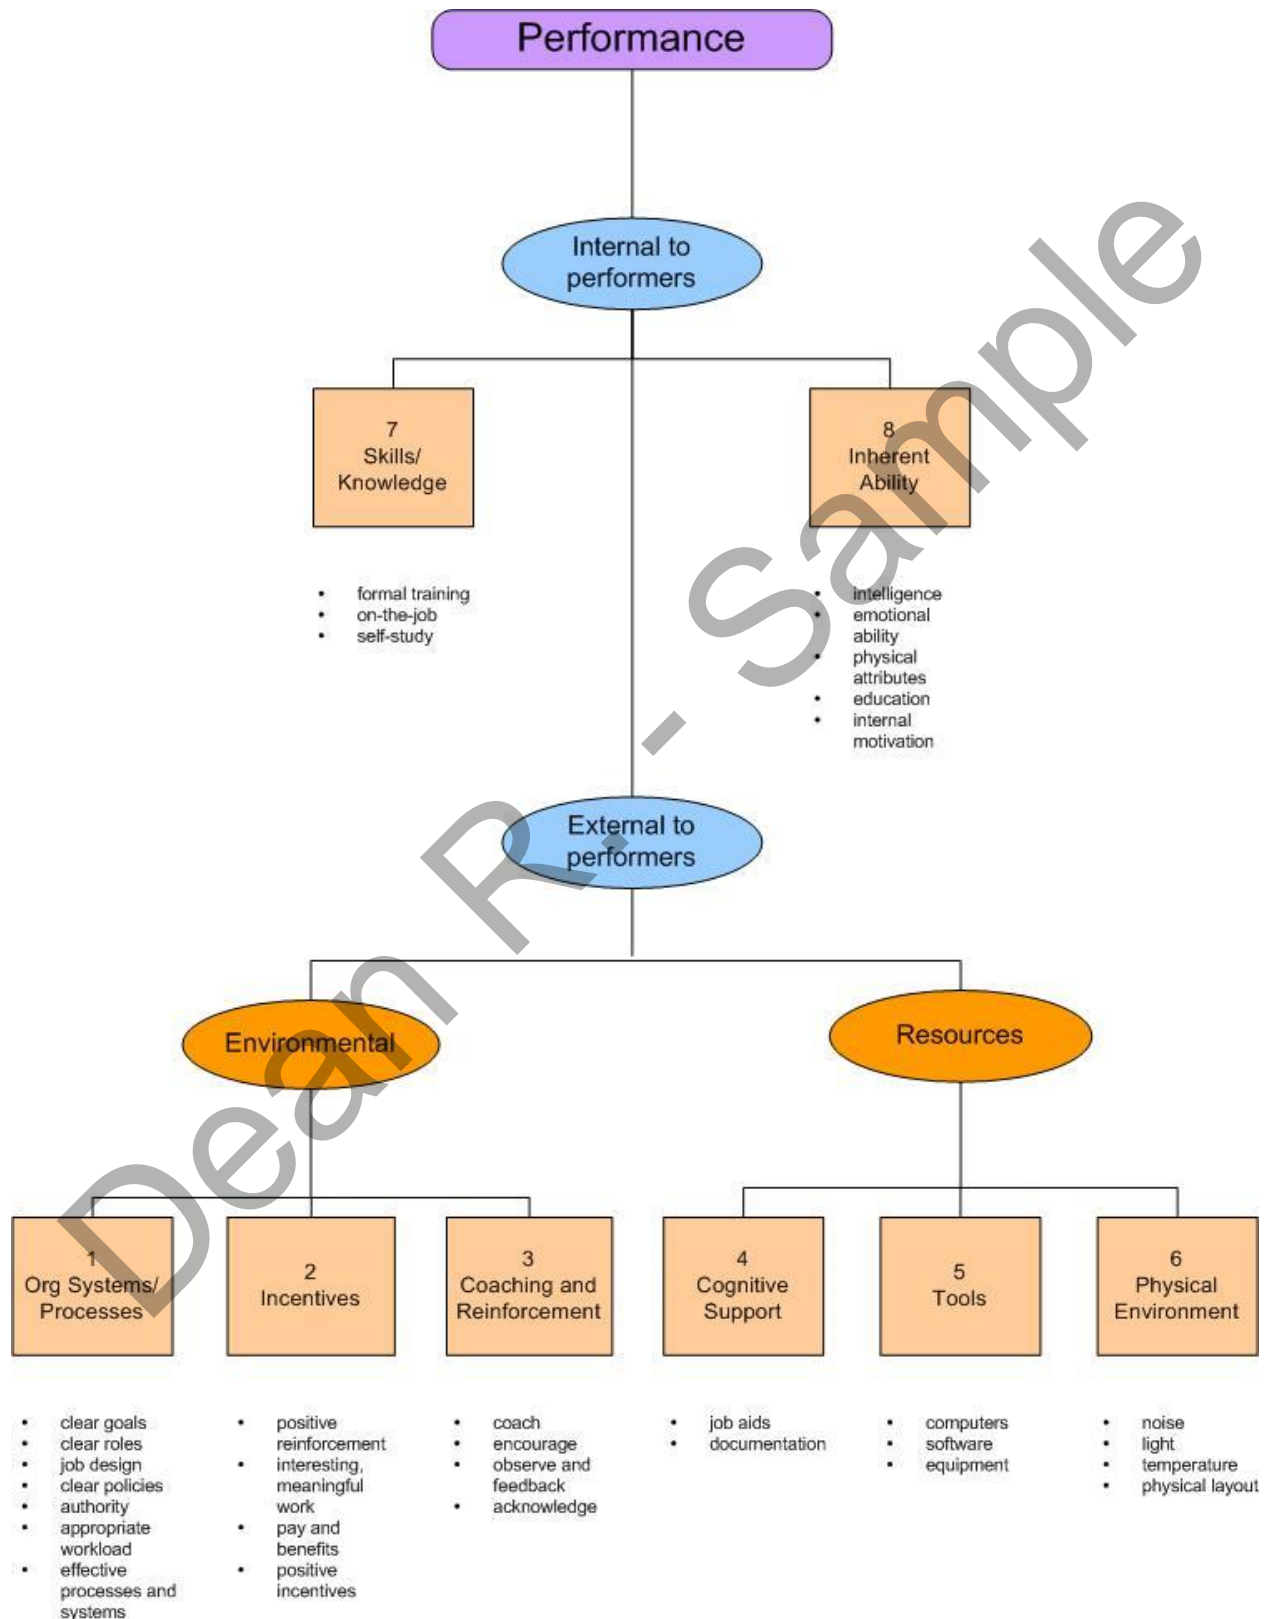 Performance
Internal to
performers
7
Skills/
Knowledge
8
Inherent
Ability
• formal training
• on-the-job
• self-study
• intelligence
• emotional
ability
• physical
attributes
• education
• internal
motivation
External to
performers
Environmental
Resources
1
Org Systems/
Processes
2
Incentives
3
Coaching and
Reinforcement
4
Cognitive
Support
5
Tools
6
Physical
Environment
• clear goals
• clear roles
• job design
• clear policies
• authority
• appropriate
workload
• effective
processes and
systems
• positive
reinforcement
• interesting,
meaningful
work
• pay and
benefits
• positive
incentives
• coach
• encourage
• observe and
feedback
• acknowledge
• job aids
• documentation
• computers
• software
• equipment
• noise
• light
• temperature
• physical layout
Dean R. - Sample